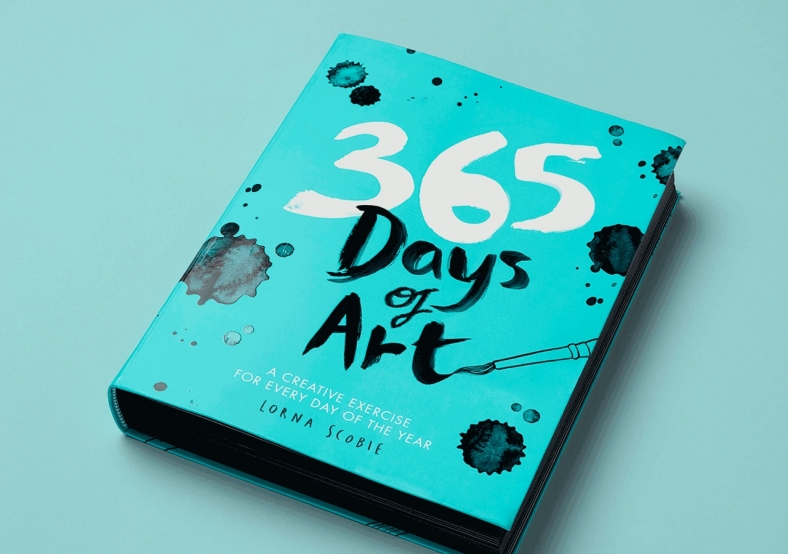 365
Days
of
Art
A CREATIVE EXERCISE
FOR EVERY DAY OF THE YEAR
LORNA SCOBIE